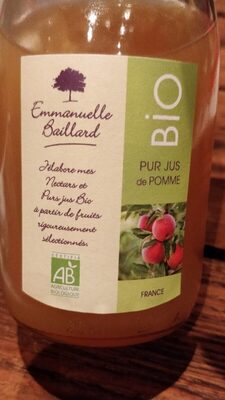 Emmanuelle
Baillard
J'élabore mes
Nectars et
Purs jus Bio
à partir de fruits
rigoureusement
sélectionnés.
CERTIFIÉ
AB
AGRICULTURE
BIOLOGIQUE
BiO
PUR JUS
de POMME
FRANCE